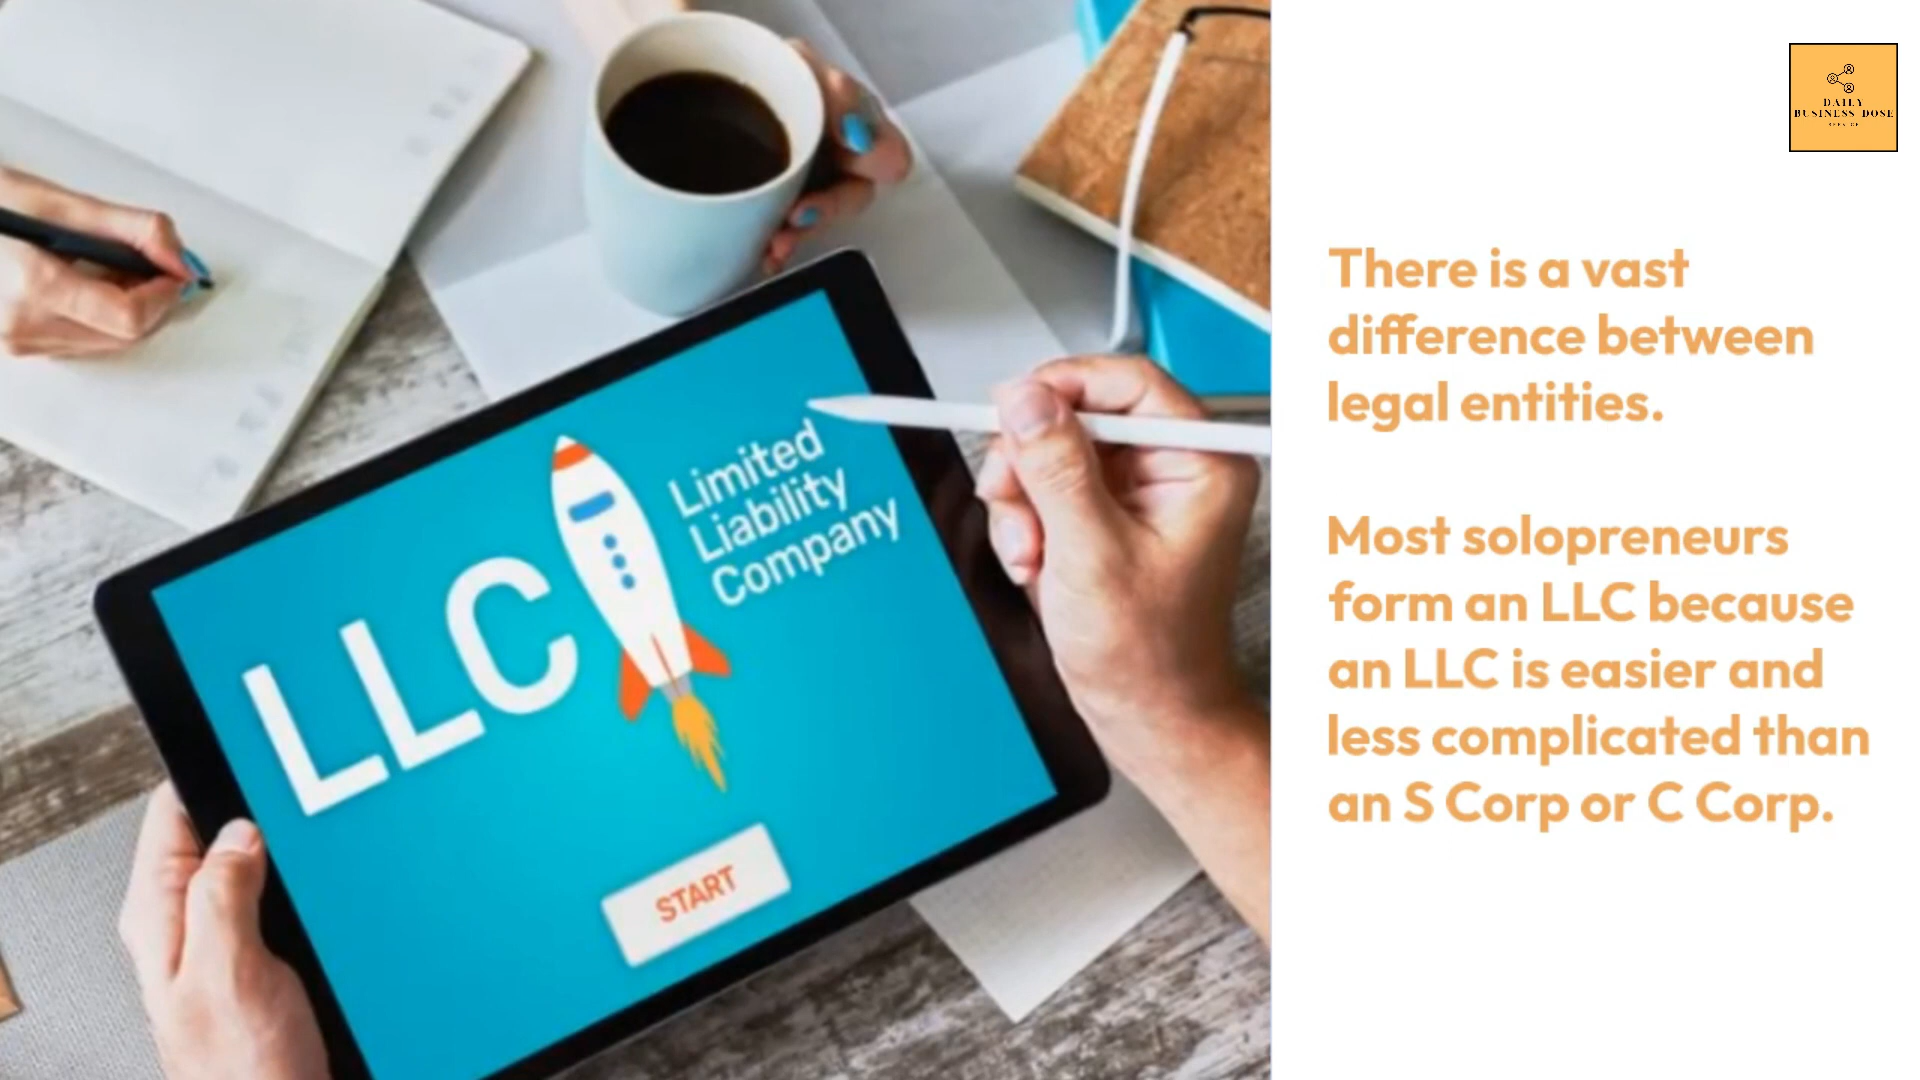 DAILY
BUSINESS DOSE
There is a vast
difference between
legal entities.
Most solopreneurs
form an LLC because
an LLC is easier and
less complicated than
an S Corp or C Corp.
LLC
Limited
Liability
Company
START